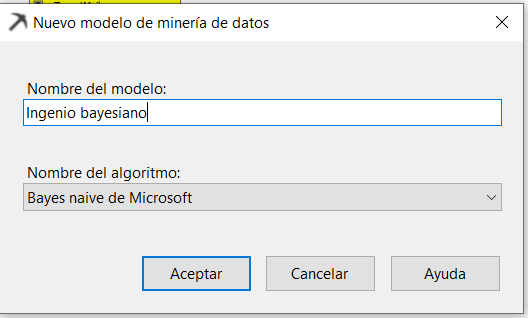 Nuevo modelo de minería de datos
Nombre del modelo:
Ingenio bayesiano
Nombre del algoritmo:
Bayes naive de Microsoft
Aceptar
Cancelar
Ayuda